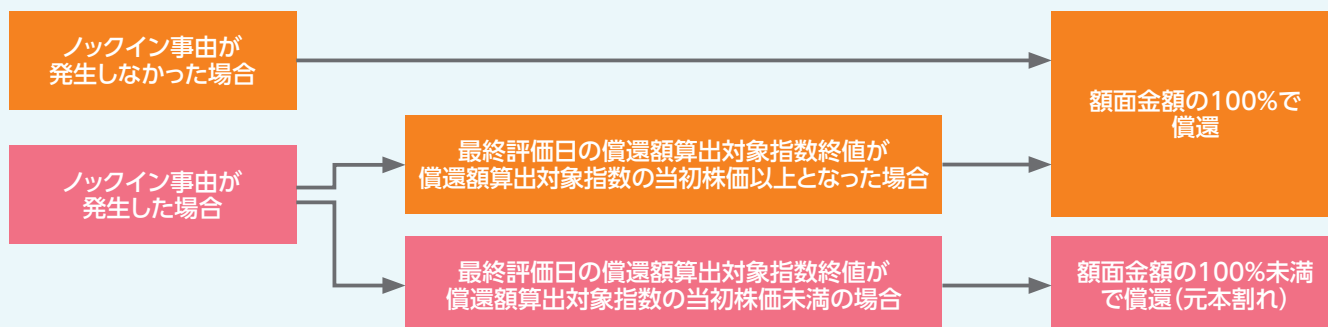 ノックイン事由が
発生しなかった場合
額面金額の100%で
償還
ノックイン事由が
発生した場合
最終評価日の償還額算出対象指数終値が
償還額算出対象指数の当初株価以上となった場合
最終評価日の償還額算出対象指数終値が
償還額算出対象指数の当初株価未満の場合
額面金額の100%未満
で償還（元本割れ）